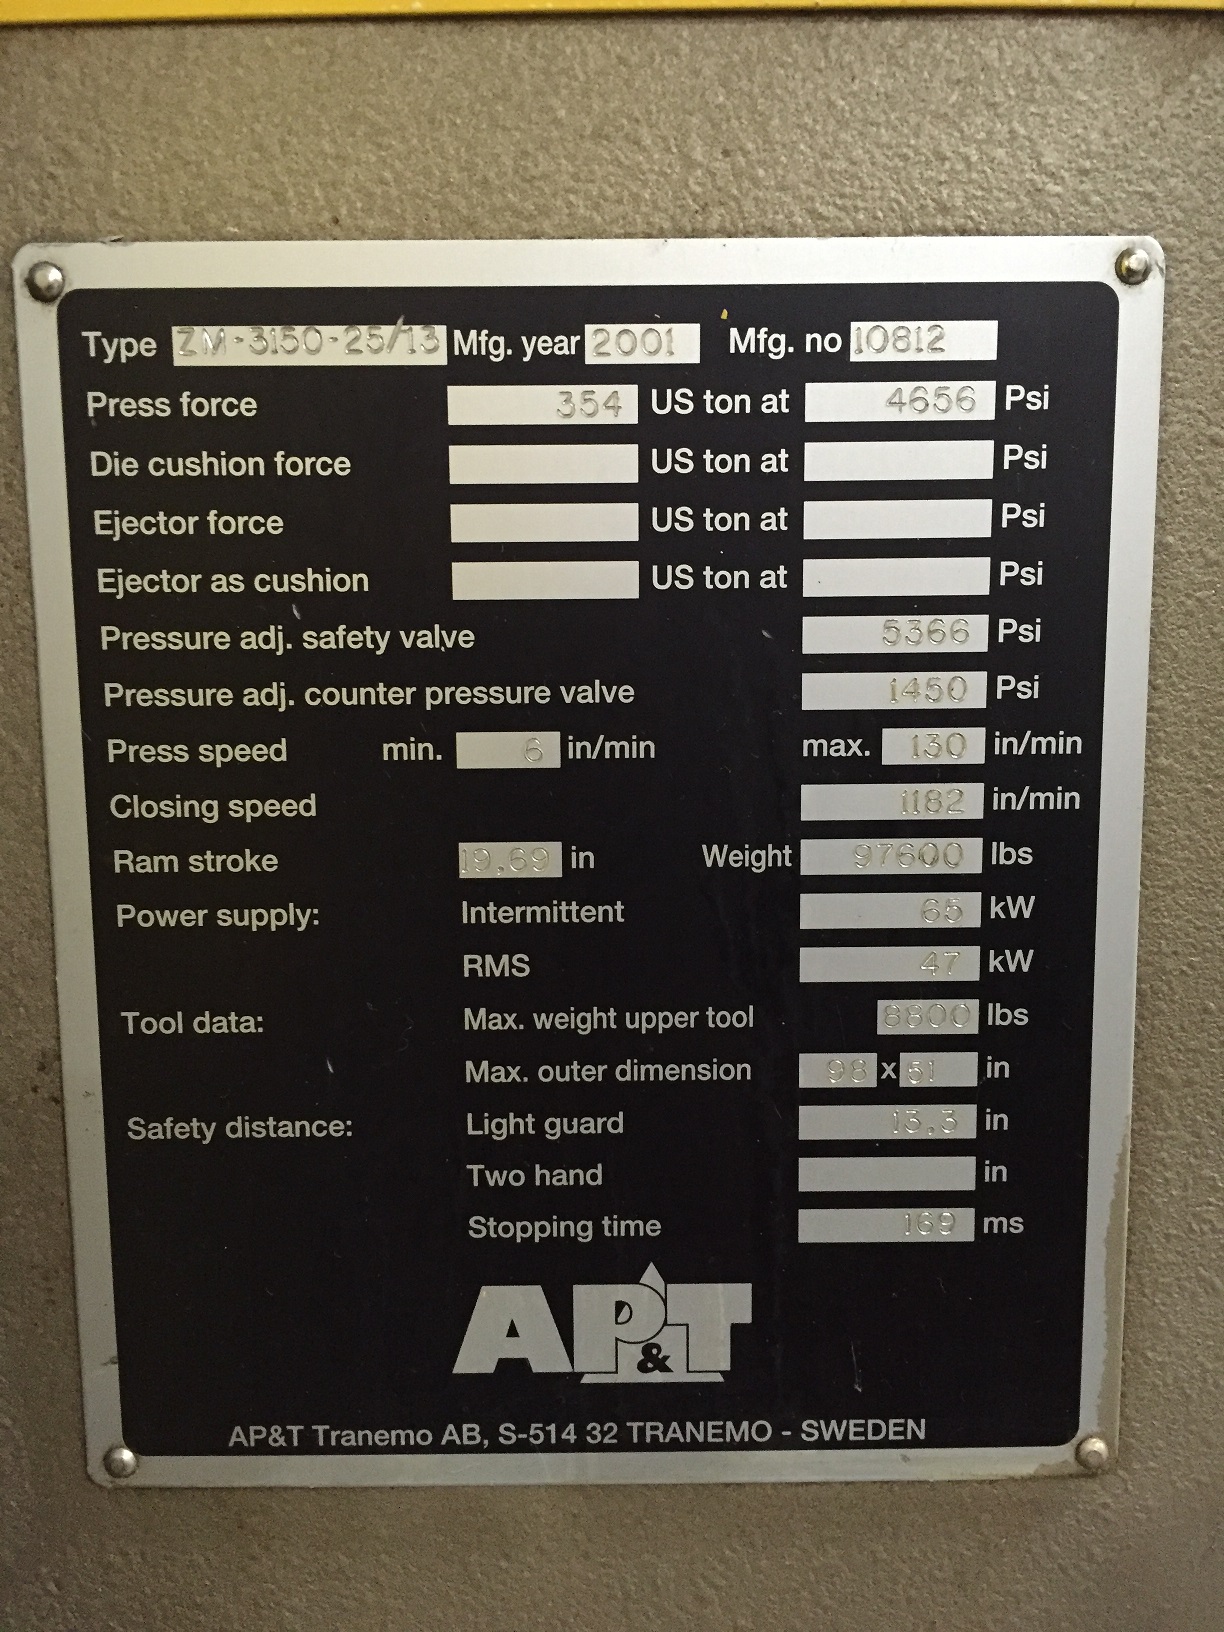 Type ZM-3150-25/13 Mfg. year 2001 Mfg. no 10812
Press force 354 US ton at 4656 Psi
Die cushion force US ton at Psi
Ejector force US ton at Psi
Ejector as cushion US ton at Psi
Pressure adj. safety valve 5366 Psi
Pressure adj. counter pressure valve 1450 Psi
Press speed min. 6 in/min max. 130 in/min
Closing speed 1182 in/min
Ram stroke 19,69 in Weight 97600 lbs
Power supply: Intermittent 65 kW
RMS 47 kW
Tool data: Max. weight upper tool 8800 lbs
Max. outer dimension 98 x 51 in
Safety distance: Light guard in
Two hand in
Stopping time 169 ms
AP&T
AP&T Tranemo AB, S-514 32 TRANEMO - SWEDEN